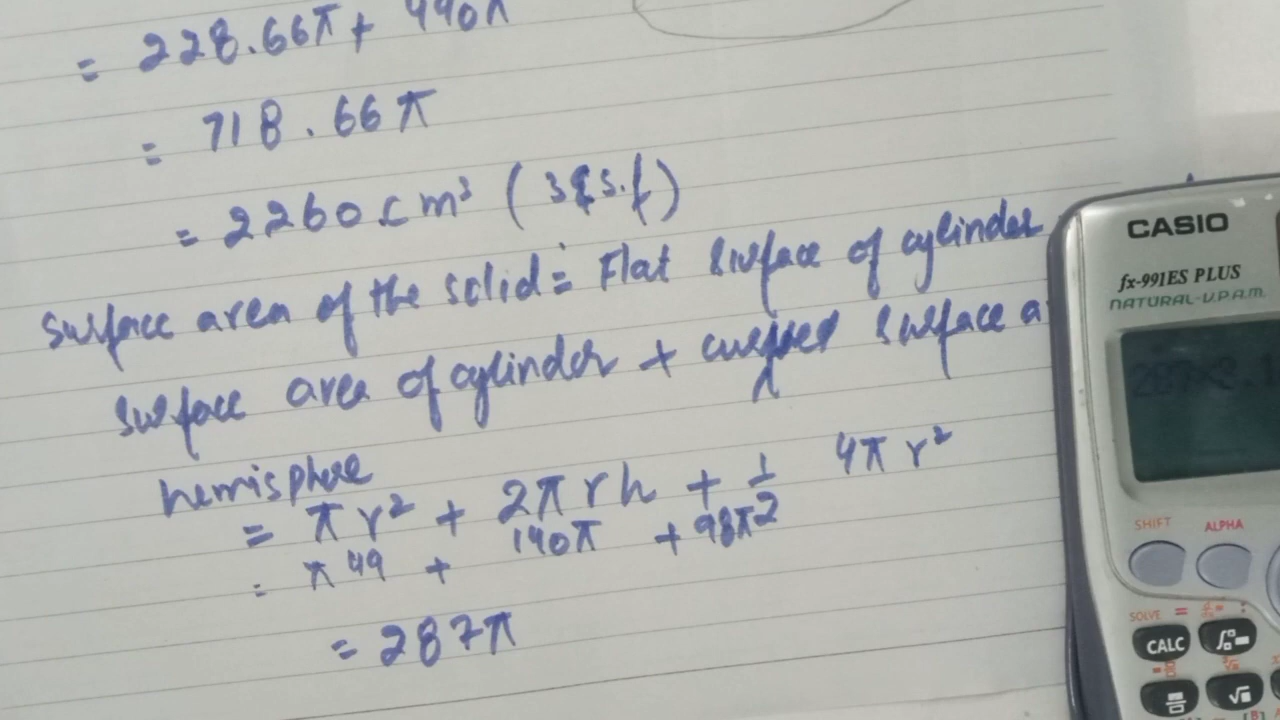 = 228.66π + 490π
= 718.66π
= 2260 cm³ (3 s.f)
surface area of the solid = Flat surface of cylinder
surface area of cylinder + curved surface a
hemisphere
= πr² + 2πrh + 1/2 4πr²
= π49 + 140π + 98π
= 287π
CASIO
fx-991ES PLUS
NATURAL-V.P.A.M.
SHIFT ALPHA
SOLVE =
CALC